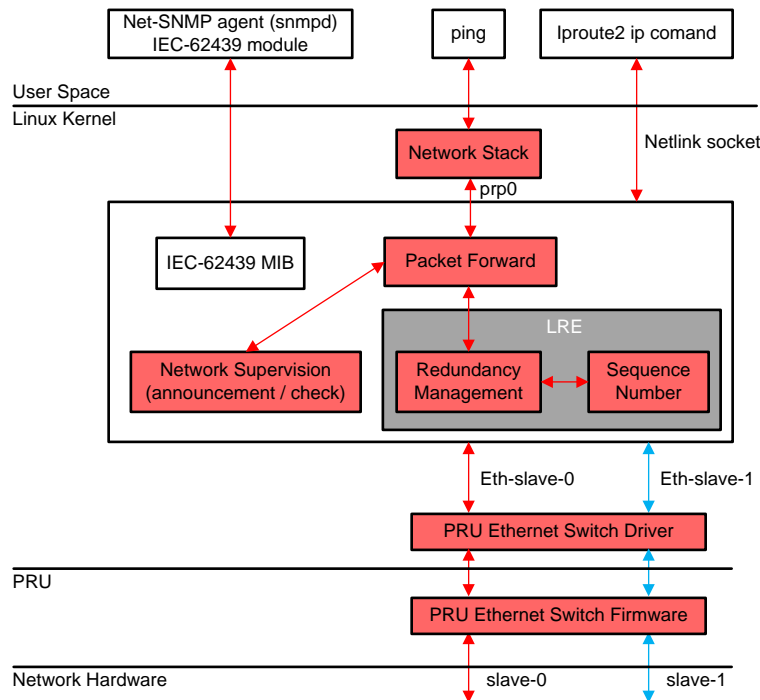 Net-SNMP agent (snmpd)
IEC-62439 module
ping
Iproute2 ip comand
User Space
Linux Kernel
Network Stack
Netlink socket
prp0
IEC-62439 MIB
Packet Forward
LRE
Network Supervision
(announcement / check)
Redundancy
Management
Sequence
Number
Eth-slave-0
Eth-slave-1
PRU Ethernet Switch Driver
PRU
PRU Ethernet Switch Firmware
Network Hardware
slave-0
slave-1